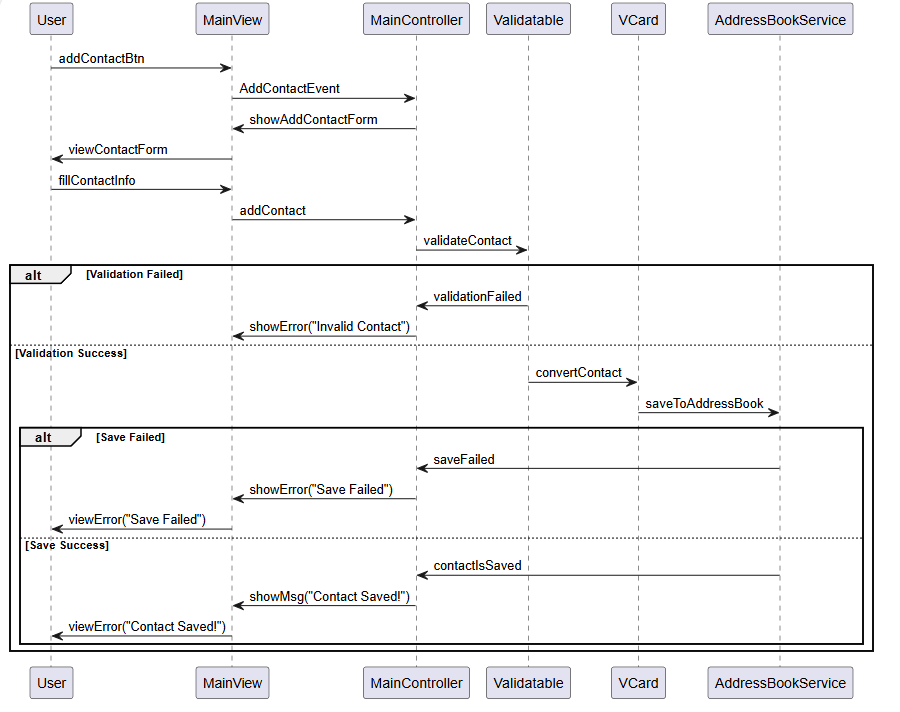 User MainView MainController Validatable VCard AddressBookService
addContactBtn
AddContactEvent
showAddContactForm
viewContactForm
fillContactInfo
addContact
validateContact
alt [Validation Failed]
validationFailed
showError("Invalid Contact")
[Validation Success]
convertContact
saveToAddressBook
alt [Save Failed]
saveFailed
showError("Save Failed")
viewError("Save Failed")
[Save Success]
contactIsSaved
showMsg("Contact Saved!")
viewError("Contact Saved!")
User MainView MainController Validatable VCard AddressBookService